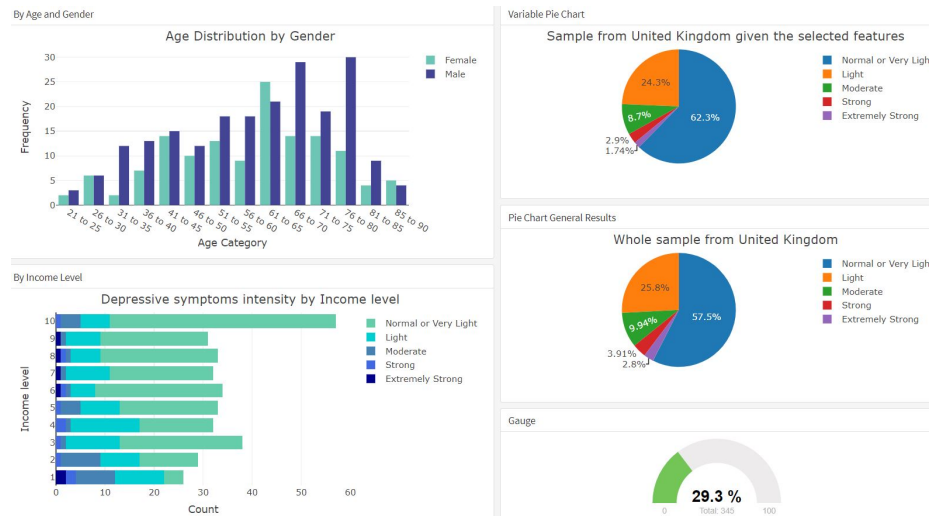 By Age and Gender
Age Distribution by Gender
30
25
20
15
10
5
0
Frequency
21 to 25
26 to 30
31 to 35
36 to 40
41 to 45
46 to 50
51 to 55
56 to 60
61 to 65
66 to 70
71 to 75
76 to 80
81 to 85
85 to 90
Age Category
Female
Male
By Income Level
Depressive symptoms intensity by Income level
10
9
8
7
6
5
4
3
2
1
Income level
0 10 20 30 40 50 60
Count
Normal or Very Light
Light
Moderate
Strong
Extremely Strong
Variable Pie Chart
Sample from United Kingdom given the selected features
24.3%
8.7%
62.3%
2.9%
1.74%
Normal or Very Ligh
Light
Moderate
Strong
Extremely Strong
Pie Chart General Results
Whole sample from United Kingdom
25.8%
57.5%
9.94%
3.91%
2.8%
Normal or Very Ligh
Light
Moderate
Strong
Extremely Strong
Gauge
29.3 %
0 Total: 345 100